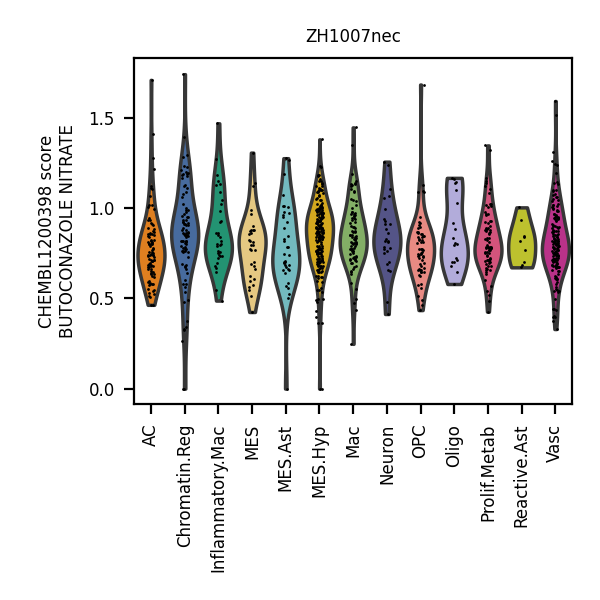 ZH1007nec
CHEMBL1200398 score
BUTOCONAZOLE NITRATE
1.5
1.0
0.5
0.0
AC
Chromatin.Reg
Inflammatory.Mac
MES
MES.Ast
MES.Hyp
Mac
Neuron
OPC
Oligo
Prolif.Metab
Reactive.Ast
Vasc